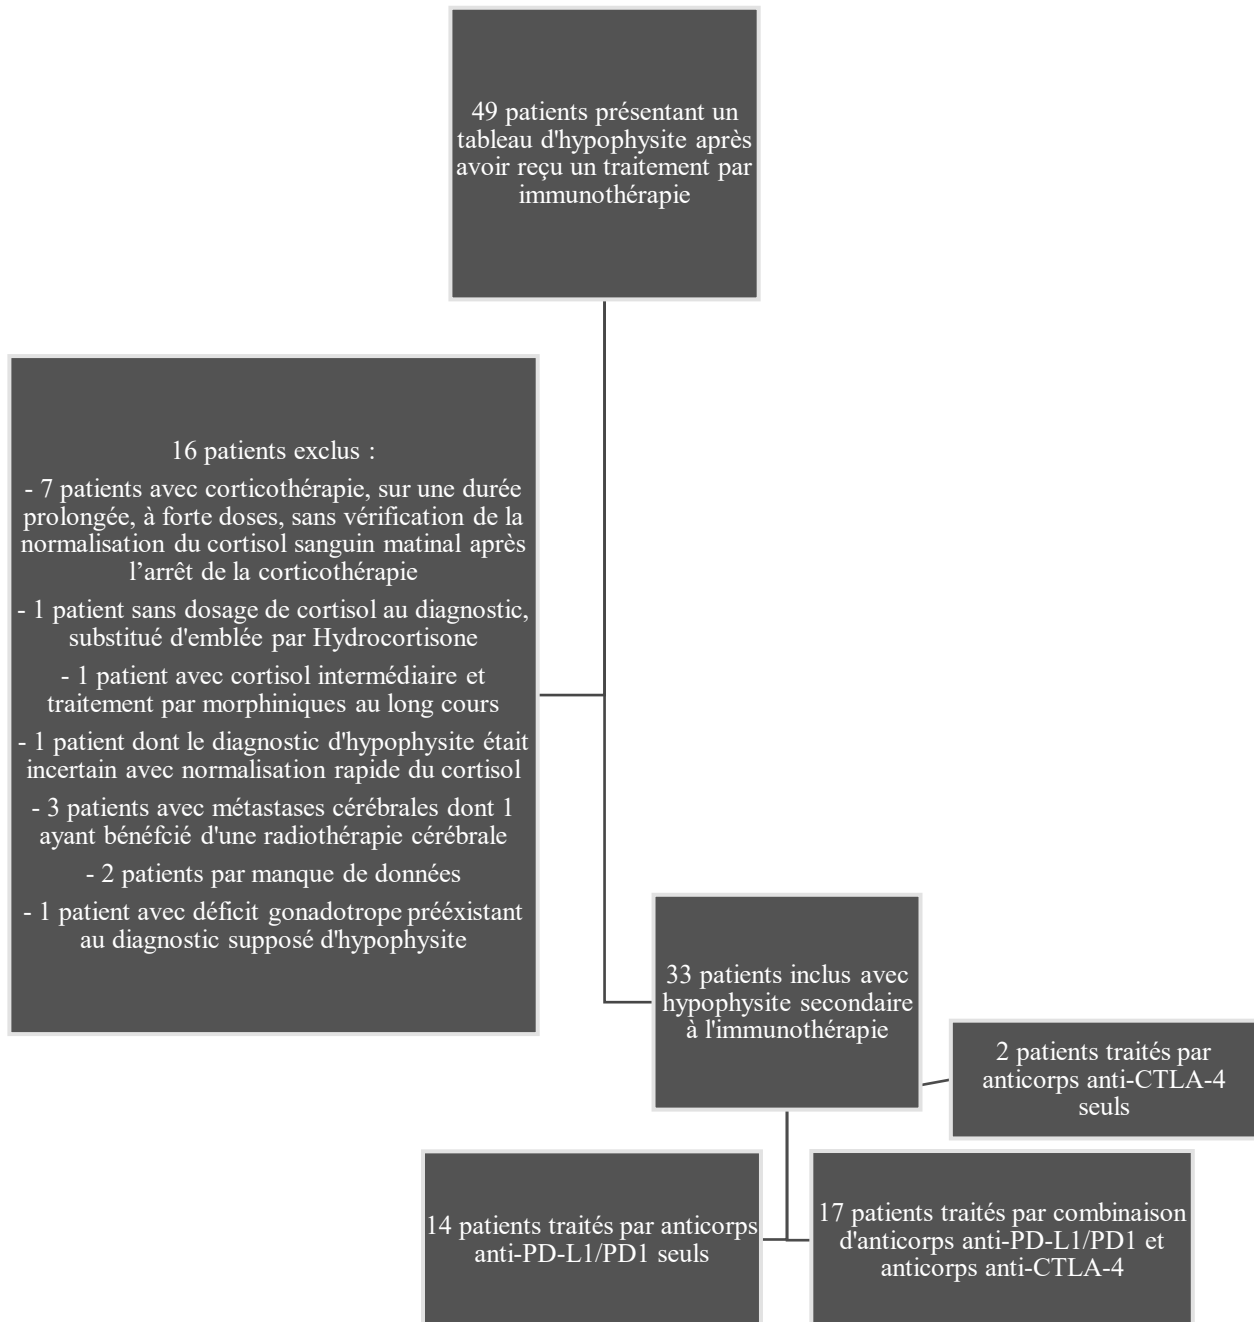 49 patients présentant un
tableau d'hypophysite après
avoir reçu un traitement par
immunothérapie
16 patients exclus :
- 7 patients avec corticothérapie, sur une durée
prolongée, à forte doses, sans vérification de la
normalisation du cortisol sanguin matinal après
l’arrêt de la corticothérapie
- 1 patient sans dosage de cortisol au diagnostic,
substitué d'emblée par Hydrocortisone
- 1 patient avec cortisol intermédiaire et
traitement par morphiniques au long cours
- 1 patient dont le diagnostic d'hypophysite était
incertain avec normalisation rapide du cortisol
- 3 patients avec métastases cérébrales dont 1
ayant bénéfcié d'une radiothérapie cérébrale
- 2 patients par manque de données
- 1 patient avec déficit gonadotrope prééxistant
au diagnostic supposé d'hypophysite
33 patients inclus avec
hypophysite secondaire
à l'immunothérapie
2 patients traités par
anticorps anti-CTLA-4
seuls
14 patients traités par anticorps
anti-PD-L1/PD1 seuls
17 patients traités par combinaison
d'anticorps anti-PD-L1/PD1 et
anticorps anti-CTLA-4